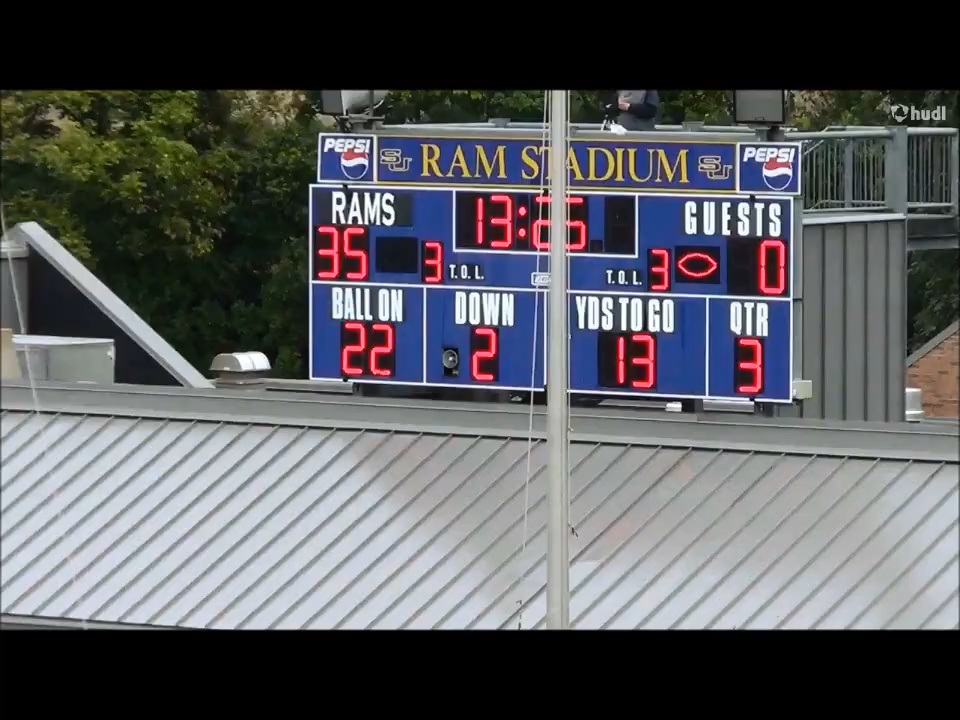 hudl
PEPSI SU RAM STADIUM SU PEPSI
RAMS 13: 5 GUESTS
35 3 T.O.L. T.O.L. 3 0
BALL ON DOWN YDS TO GO QTR
22 2 13 3